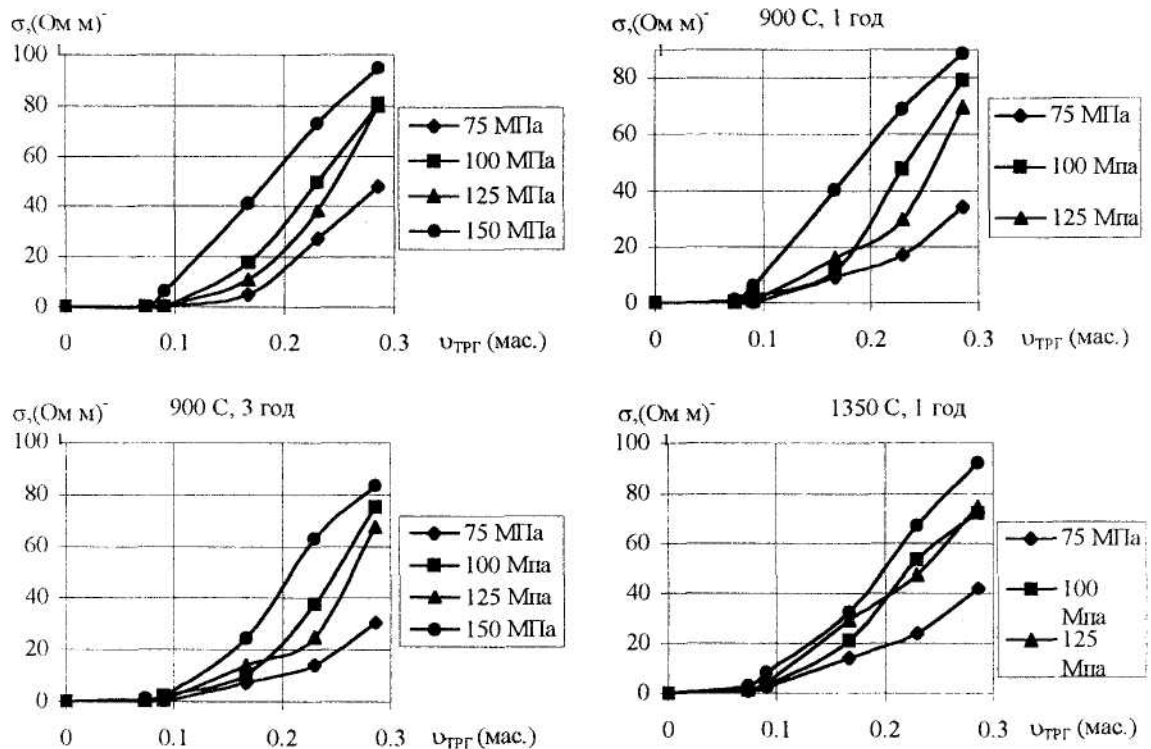 σ,(Ом м)⁻
100
80
60
40
20
0
0 0.1 0.2 0.3 υТРГ (мас.)
75 МПа
100 МПа
125 МПа
150 МПа
σ,(Ом м)⁻ 900 С, 1 год
80
60
40
20
0
0 0.1 0.2 0.3 υТРГ (мас.)
75 МПа
100 Мпа
125 Мпа
σ,(Ом м)⁻ 900 С, 3 год
100
80
60
40
20
0
0 0.1 0.2 0.3 υТРГ (мас.)
75 МПа
100 Мпа
125 Мпа
150 МПа
σ,(Ом м)⁻ 1350 С, 1 год
100
80
60
40
20
0
0 0.1 0.2 0.3 υТРГ (мас.)
75 МПа
100
Мпа
125
Мпа